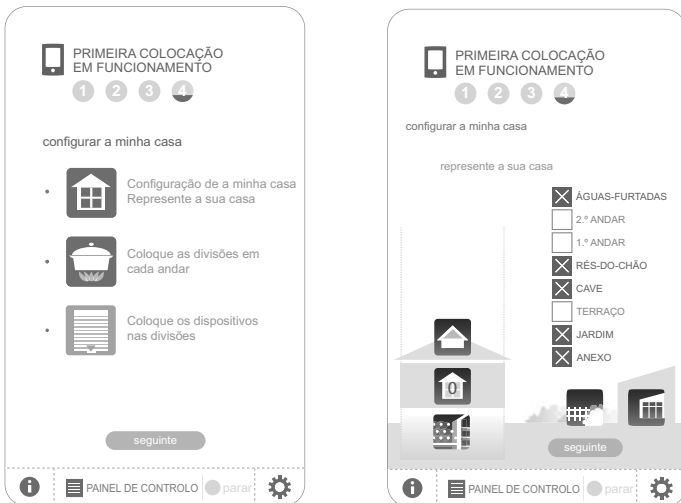 PRIMEIRA COLOCAÇÃO
EM FUNCIONAMENTO
1 2 3 4
configurar a minha casa
• Configuração de a minha casa
Represente a sua casa
• Coloque as divisões em
cada andar
• Coloque os dispositivos
nas divisões
seguinte
i PAINEL DE CONTROLO parar
PRIMEIRA COLOCAÇÃO
EM FUNCIONAMENTO
1 2 3 4
configurar a minha casa
represente a sua casa
ÁGUAS-FURTADAS
2.º ANDAR
1.º ANDAR
RÉS-DO-CHÃO
CAVE
TERRAÇO
JARDIM
ANEXO
0
seguinte
i PAINEL DE CONTROLO parar